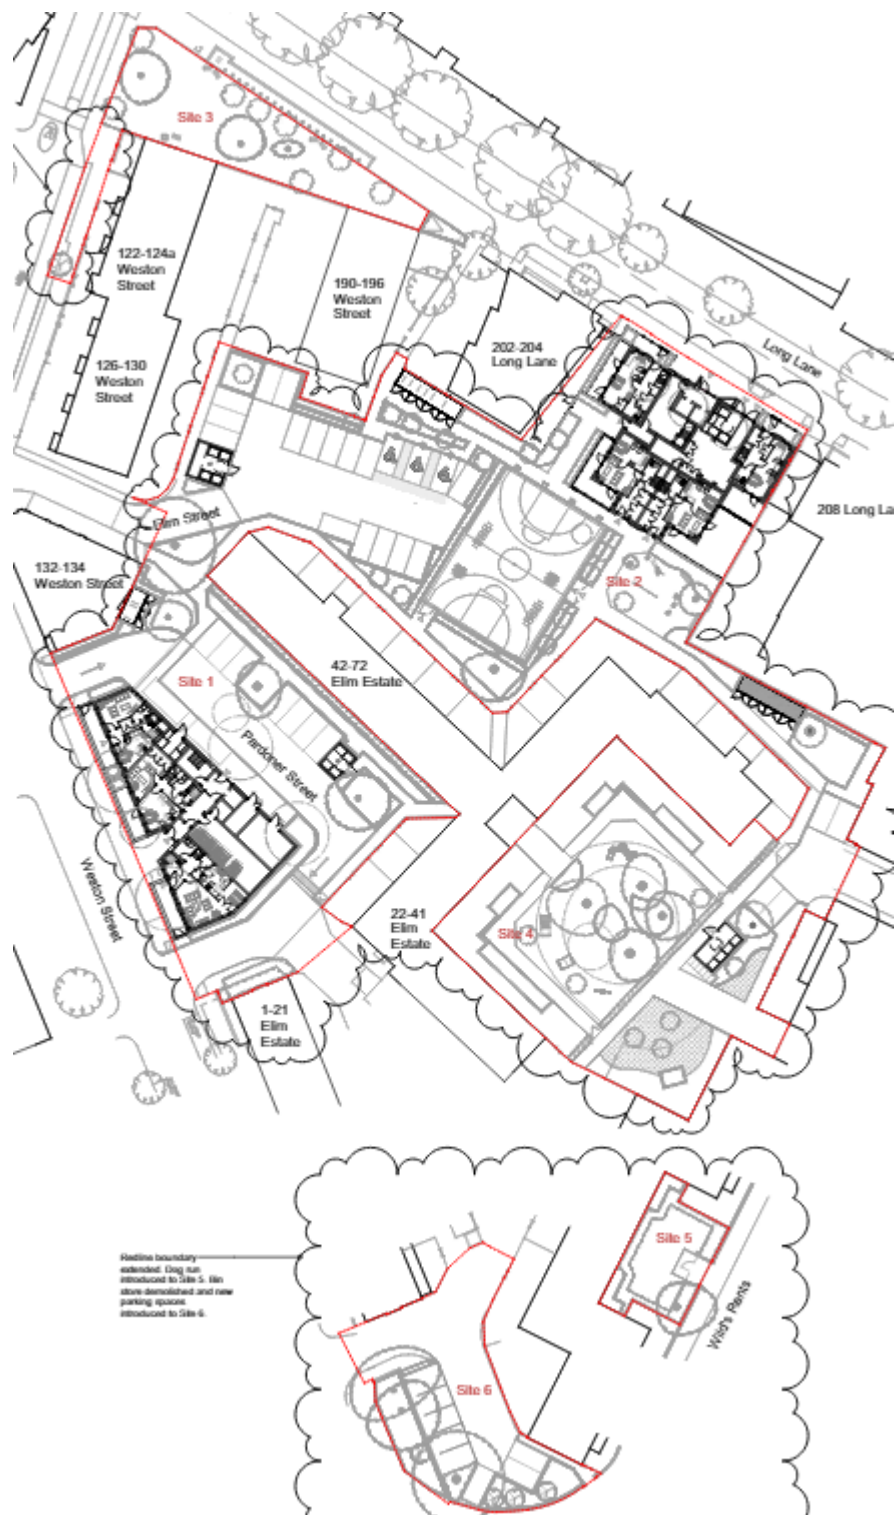 Site 3
122-124a
Weston
Street
190-196
Weston
Street
202-204
Long Lane
Long Lane
126-130
Weston
Street
208 Long La
Elim Street
132-134
Weston Street
Site 2
42-72
Elim Estate
Site 1
Pardoner Street
Weston Street
22-41
Elim
Estate
Site 4
1-21
Elim
Estate
Redline boundary
extended. Dog run
introduced to Site 5. Bin
store demolished and new
parking spaces
introduced to Site 6.
Site 5
Wild's Rents
Site 6